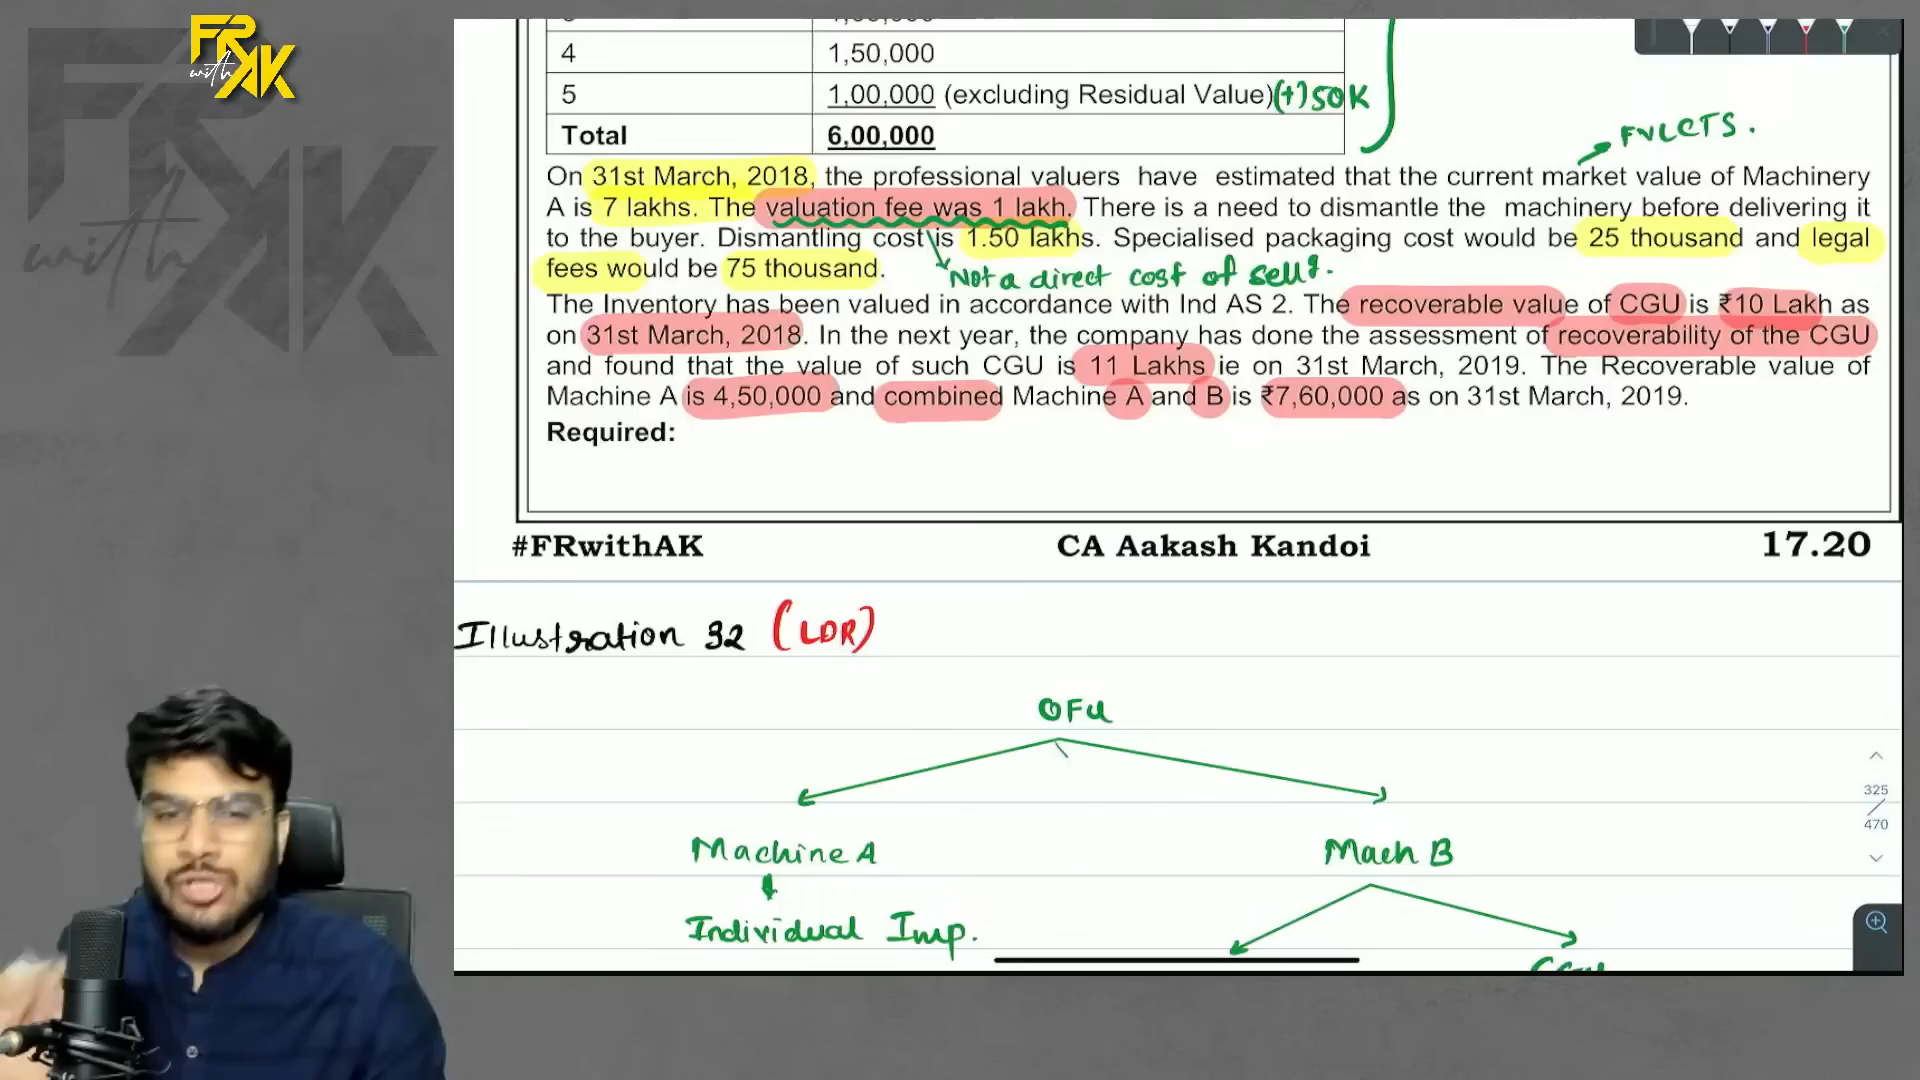 FR
with
AK
FR
with
AK
4 1,50,000
5 1,00,000 (excluding Residual Value) (+) 50K
Total 6,00,000
FVLCTS.
On 31st March, 2018, the professional valuers have estimated that the current market value of Machinery
A is 7 lakhs. The valuation fee was 1 lakh. There is a need to dismantle the machinery before delivering it
to the buyer. Dismantling cost is 1.50 lakhs. Specialised packaging cost would be 25 thousand and legal
fees would be 75 thousand.
Not a direct cost of sellg.
The Inventory has been valued in accordance with Ind AS 2. The recoverable value of CGU is ₹10 Lakh as
on 31st March, 2018. In the next year, the company has done the assessment of recoverability of the CGU
and found that the value of such CGU is 11 Lakhs ie on 31st March, 2019. The Recoverable value of
Machine A is 4,50,000 and combined Machine A and B is ₹7,60,000 as on 31st March, 2019.
Required:
#FRwithAK CA Aakash Kandoi 17.20
Illustration 32 (LDR)
OFU
325
470
Machine A Mach B
Individual Imp.
CGU